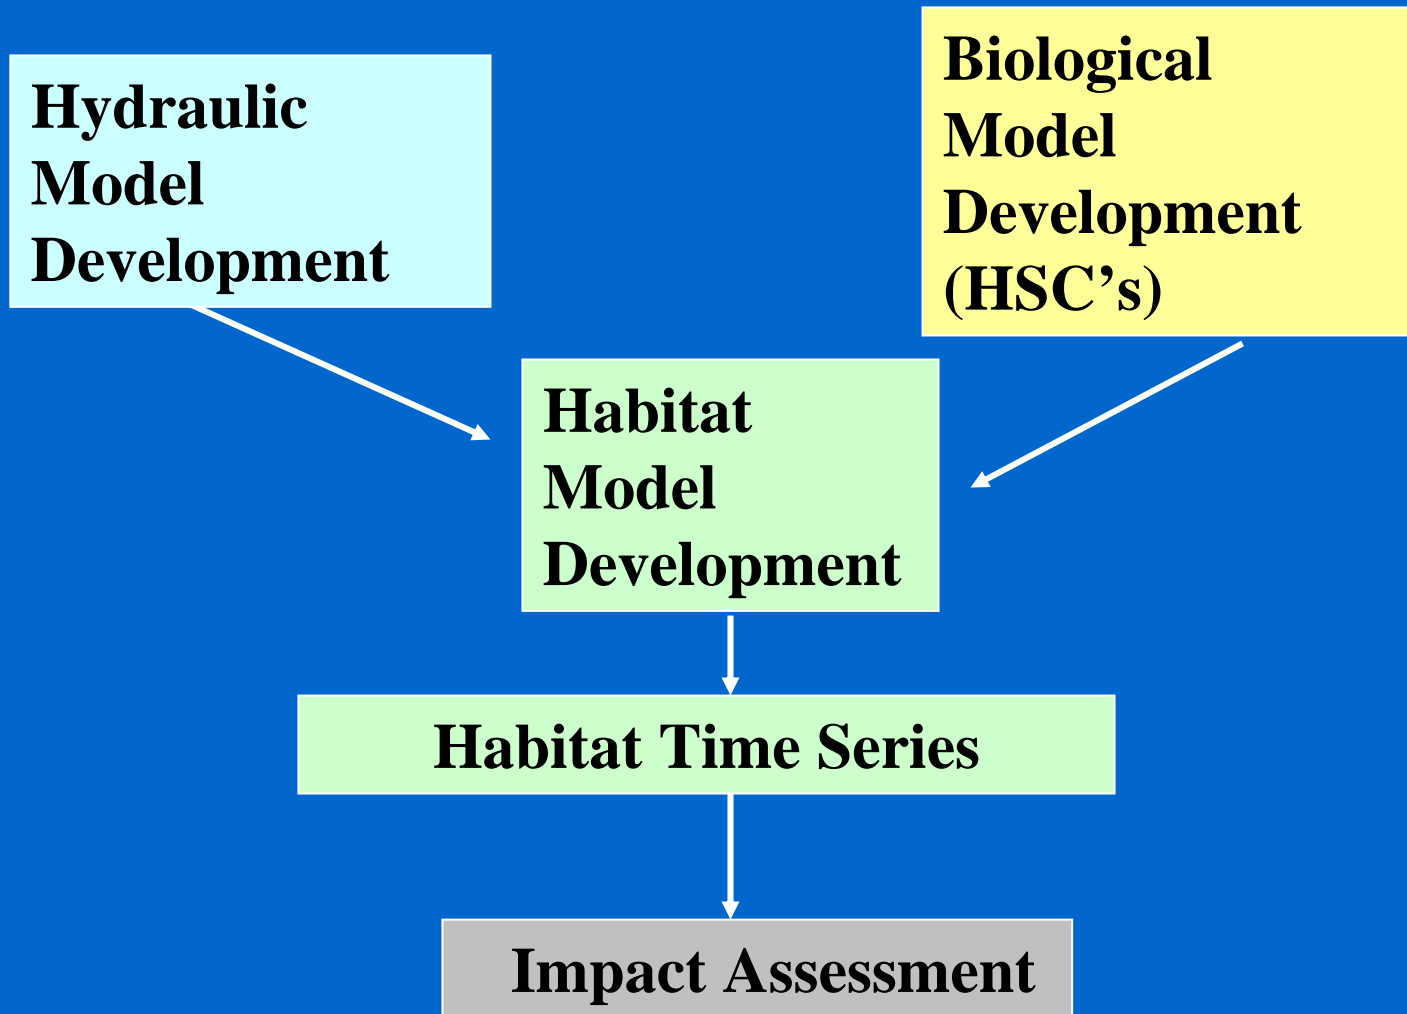 Hydraulic
Model
Development
Biological
Model
Development
(HSC’s)
Habitat
Model
Development
Habitat Time Series
Impact Assessment